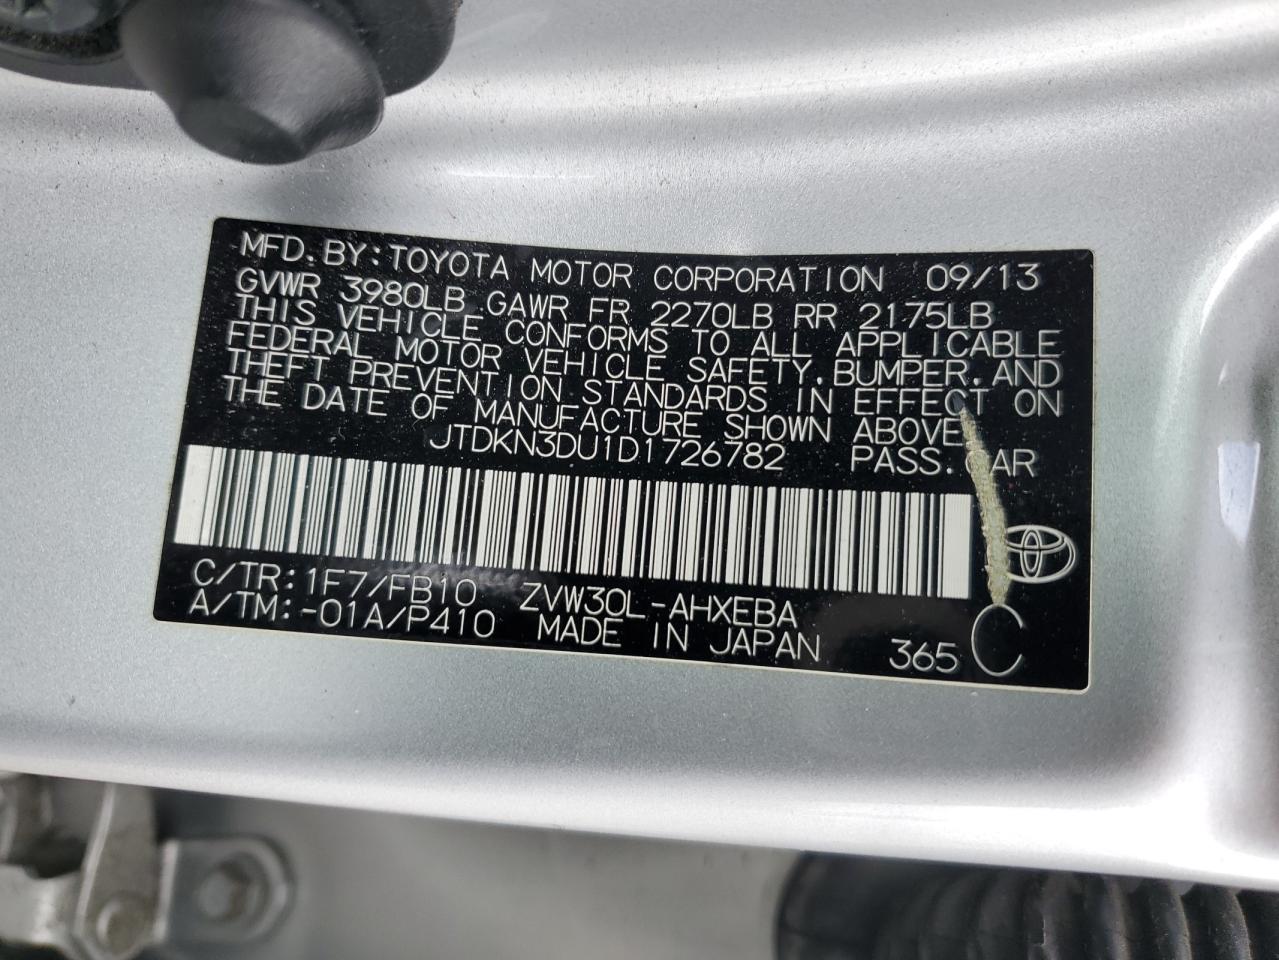 MFD.BY:TOYOTA MOTOR CORPORATION 09/13
GVWR 3980LB GAWR FR 2270LB RR 2175LB
THIS VEHICLE CONFORMS TO ALL APPLICABLE
FEDERAL MOTOR VEHICLE SAFETY,BUMPER,AND
THEFT PREVENTION STANDARDS IN EFFECT ON
THE DATE OF MANUFACTURE SHOWN ABOVE.
JTDKN3DU1D1726782 PASS.CAR
C/TR:1F7/FB10 ZVW30L-AHXEBA
A/TM:-01A/P410 MADE IN JAPAN 365 C